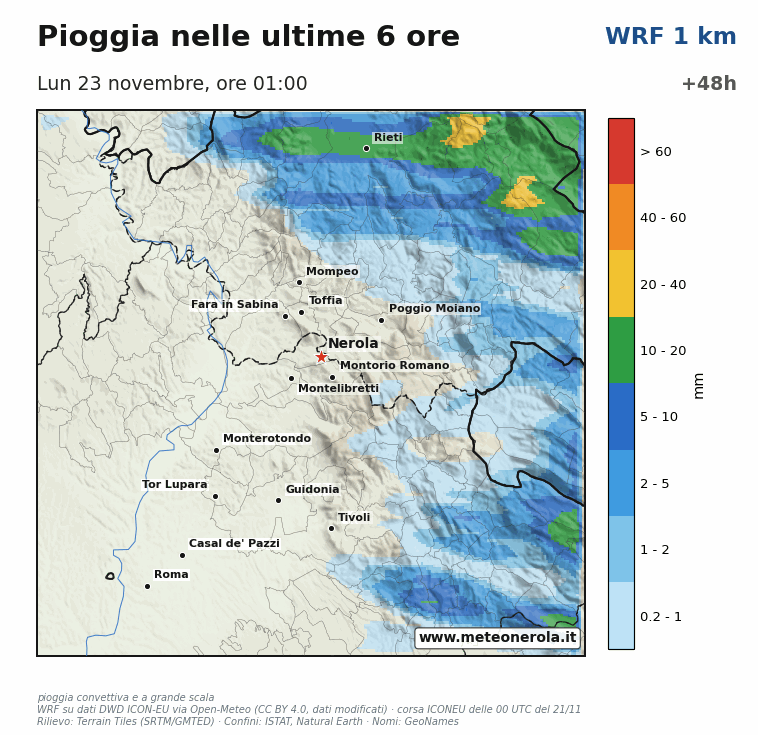 Pioggia nelle ultime 6 ore
WRF 1 km
Lun 23 novembre, ore 01:00
+48h
Rieti
Mompeo
Fara in Sabina
Toffia
Poggio Moiano
Nerola
Montorio Romano
Montelibretti
Monterotondo
Tor Lupara
Guidonia
Tivoli
Casal de' Pazzi
Roma
www.meteonerola.it
> 60
40 - 60
20 - 40
10 - 20
5 - 10
2 - 5
1 - 2
0.2 - 1
mm
pioggia convettiva e a grande scala
WRF su dati DWD ICON-EU via Open-Meteo (CC BY 4.0, dati modificati) · corsa ICONEU delle 00 UTC del 21/11
Rilievo: Terrain Tiles (SRTM/GMTED) · Confini: ISTAT, Natural Earth · Nomi: GeoNames